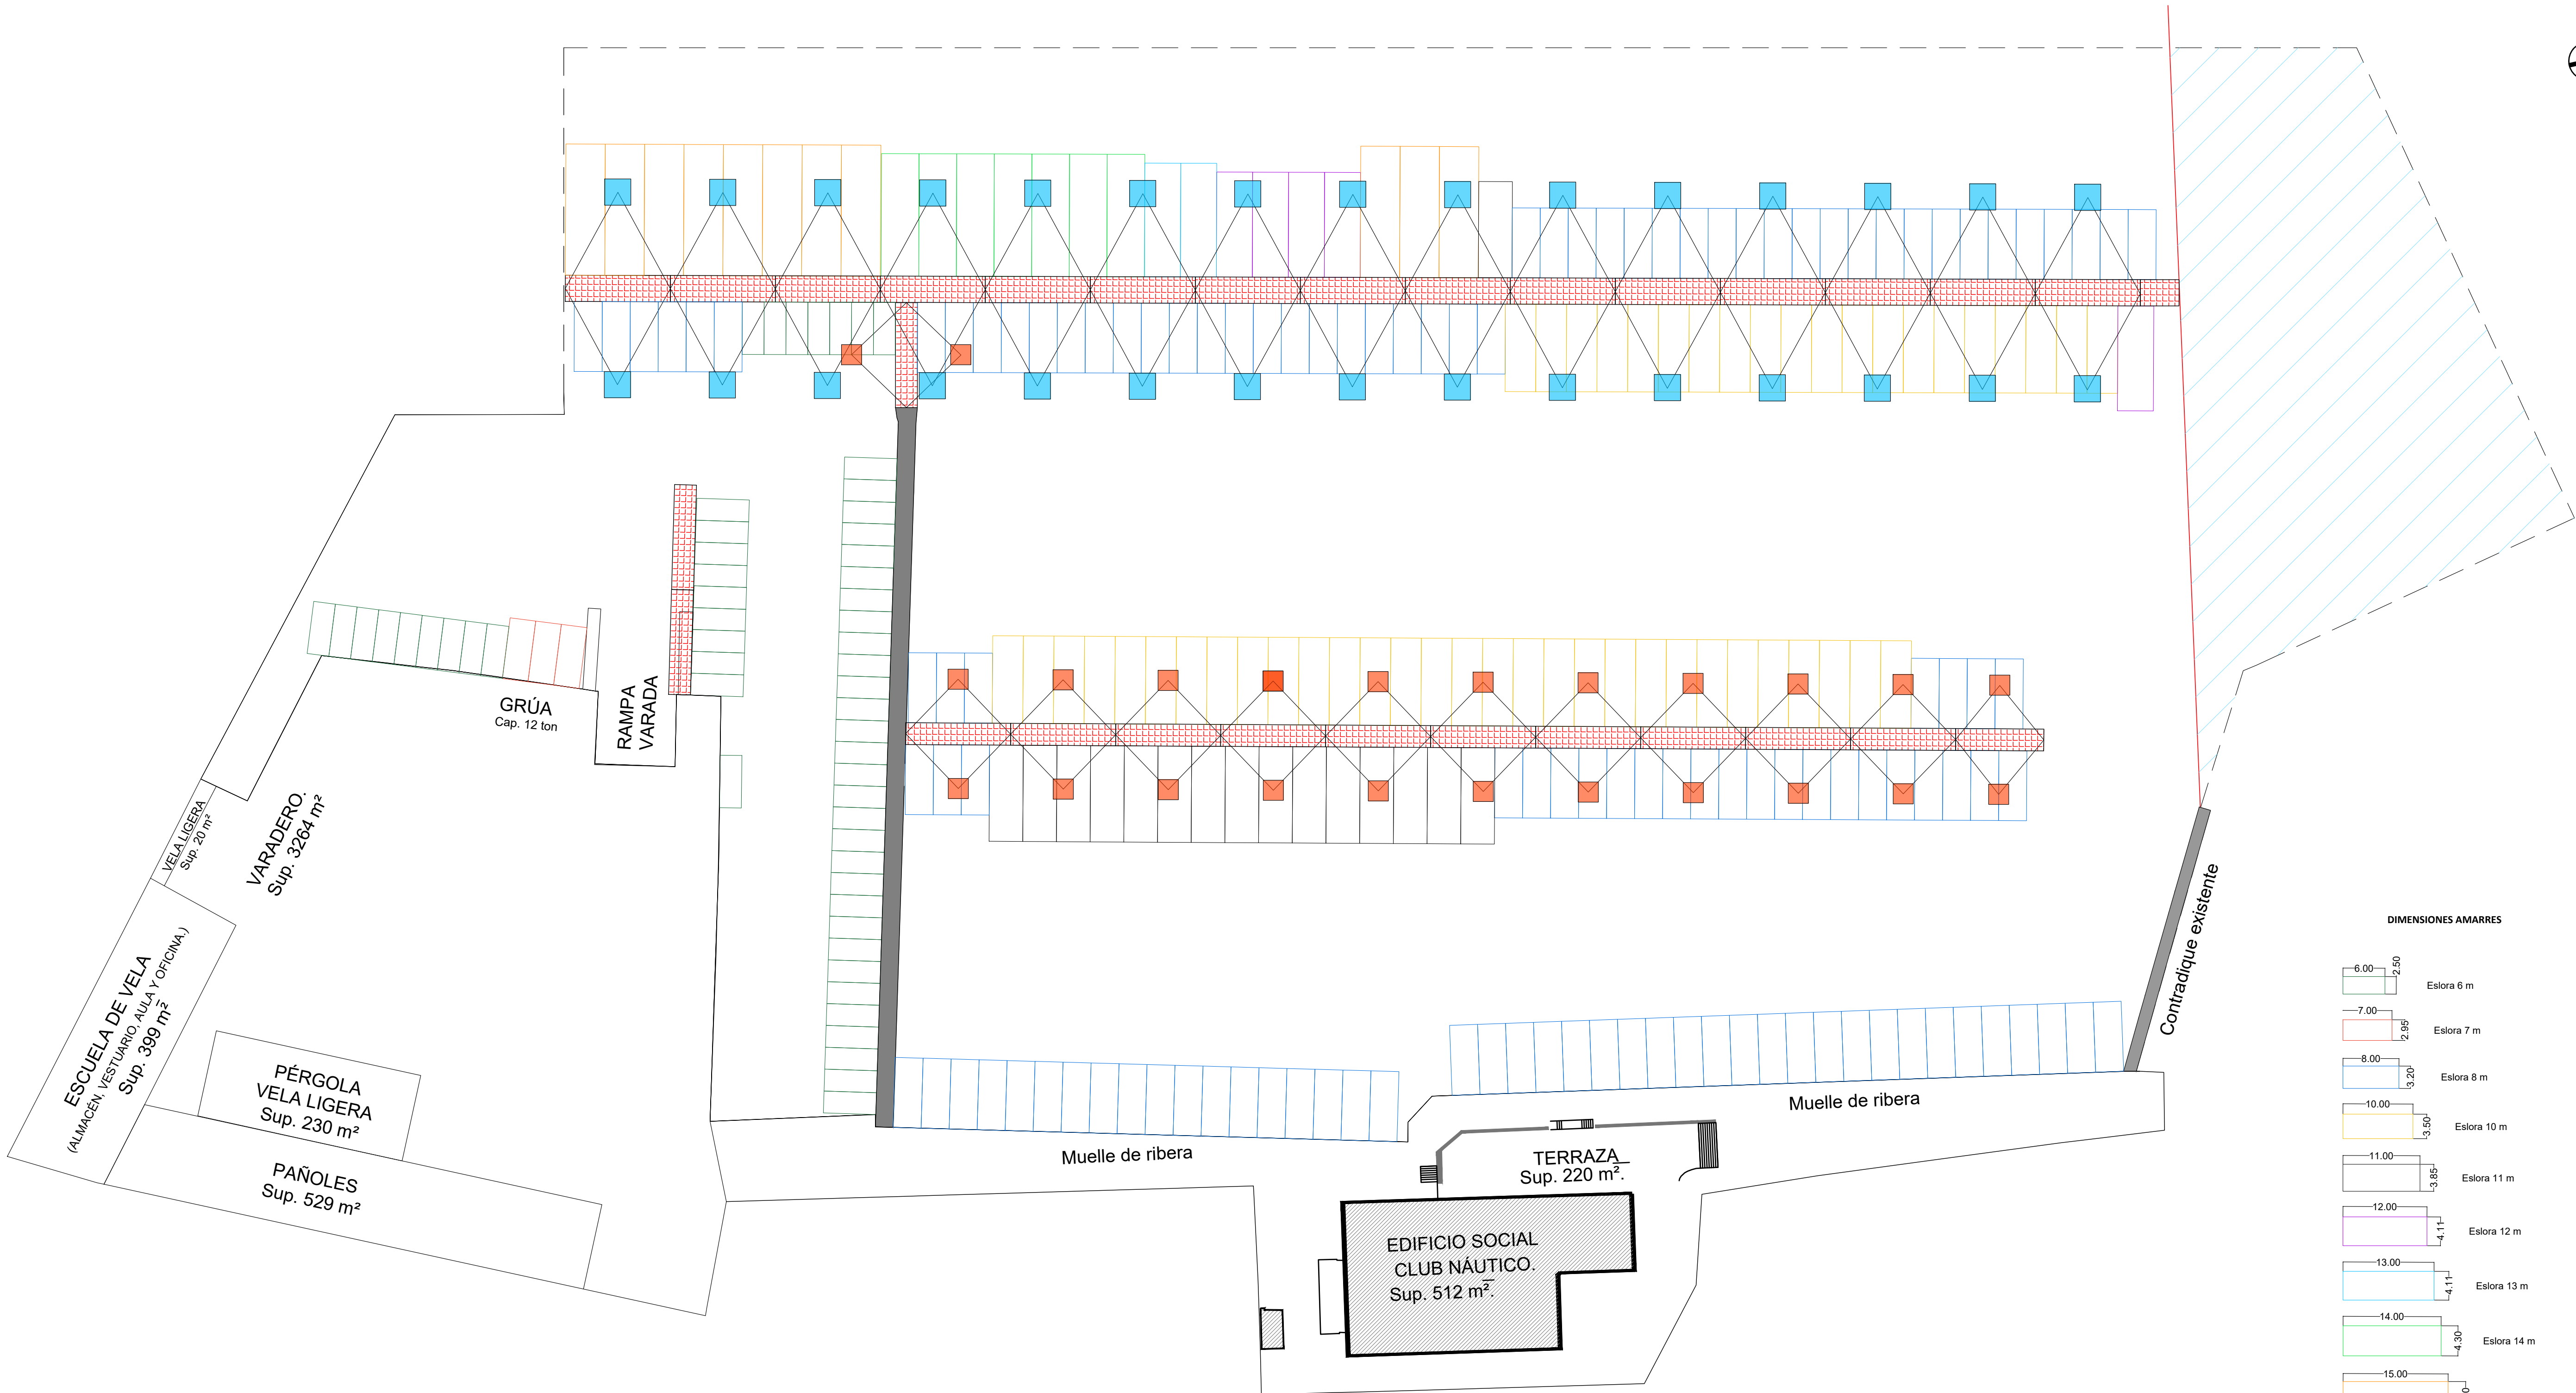 GRÚA
Cap. 12 ton
RAMPA
VARADA
VELA LIGERA
Sup. 20 m²
VARADERO.
Sup. 3264 m²
ESCUELA DE VELA
(ALMACÉN, VESTUARIO, AULA Y OFICINA.)
Sup. 399 m²
PÉRGOLA
VELA LIGERA
Sup. 230 m²
PAÑOLES
Sup. 529 m²
Muelle de ribera
Muelle de ribera
TERRAZA
Sup. 220 m².
EDIFICIO SOCIAL
CLUB NÁUTICO.
Sup. 512 m².
Contradique existente
DIMENSIONES AMARRES
6.00
2.50
Eslora 6 m
7.00
2.95
Eslora 7 m
8.00
3.20
Eslora 8 m
10.00
3.50
Eslora 10 m
11.00
3.85
Eslora 11 m
12.00
4.11
Eslora 12 m
13.00
4.11
Eslora 13 m
14.00
4.30
Eslora 14 m
15.00